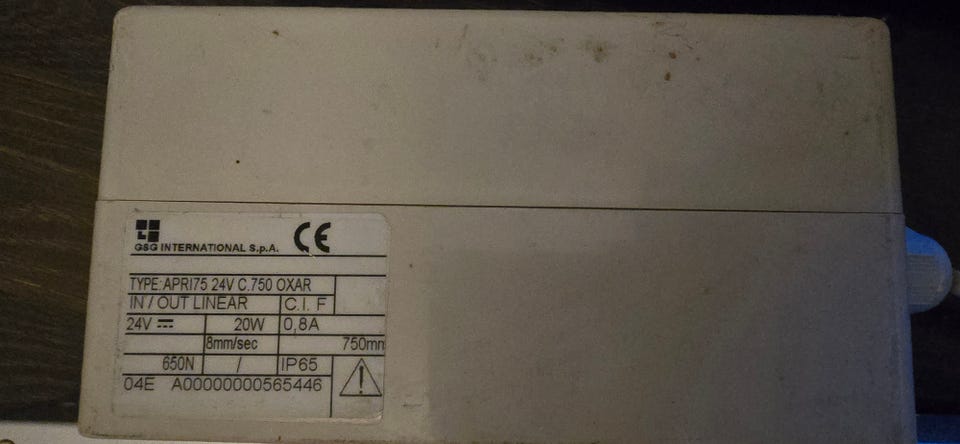 GSG INTERNATIONAL S.p.A. CE
TYPE: APRI75 24V C.750 OXAR
IN / OUT LINEAR C.I. F
24V 20W 0,8A
8mm/sec 750mm
650N / IP65
04E A00000000565446